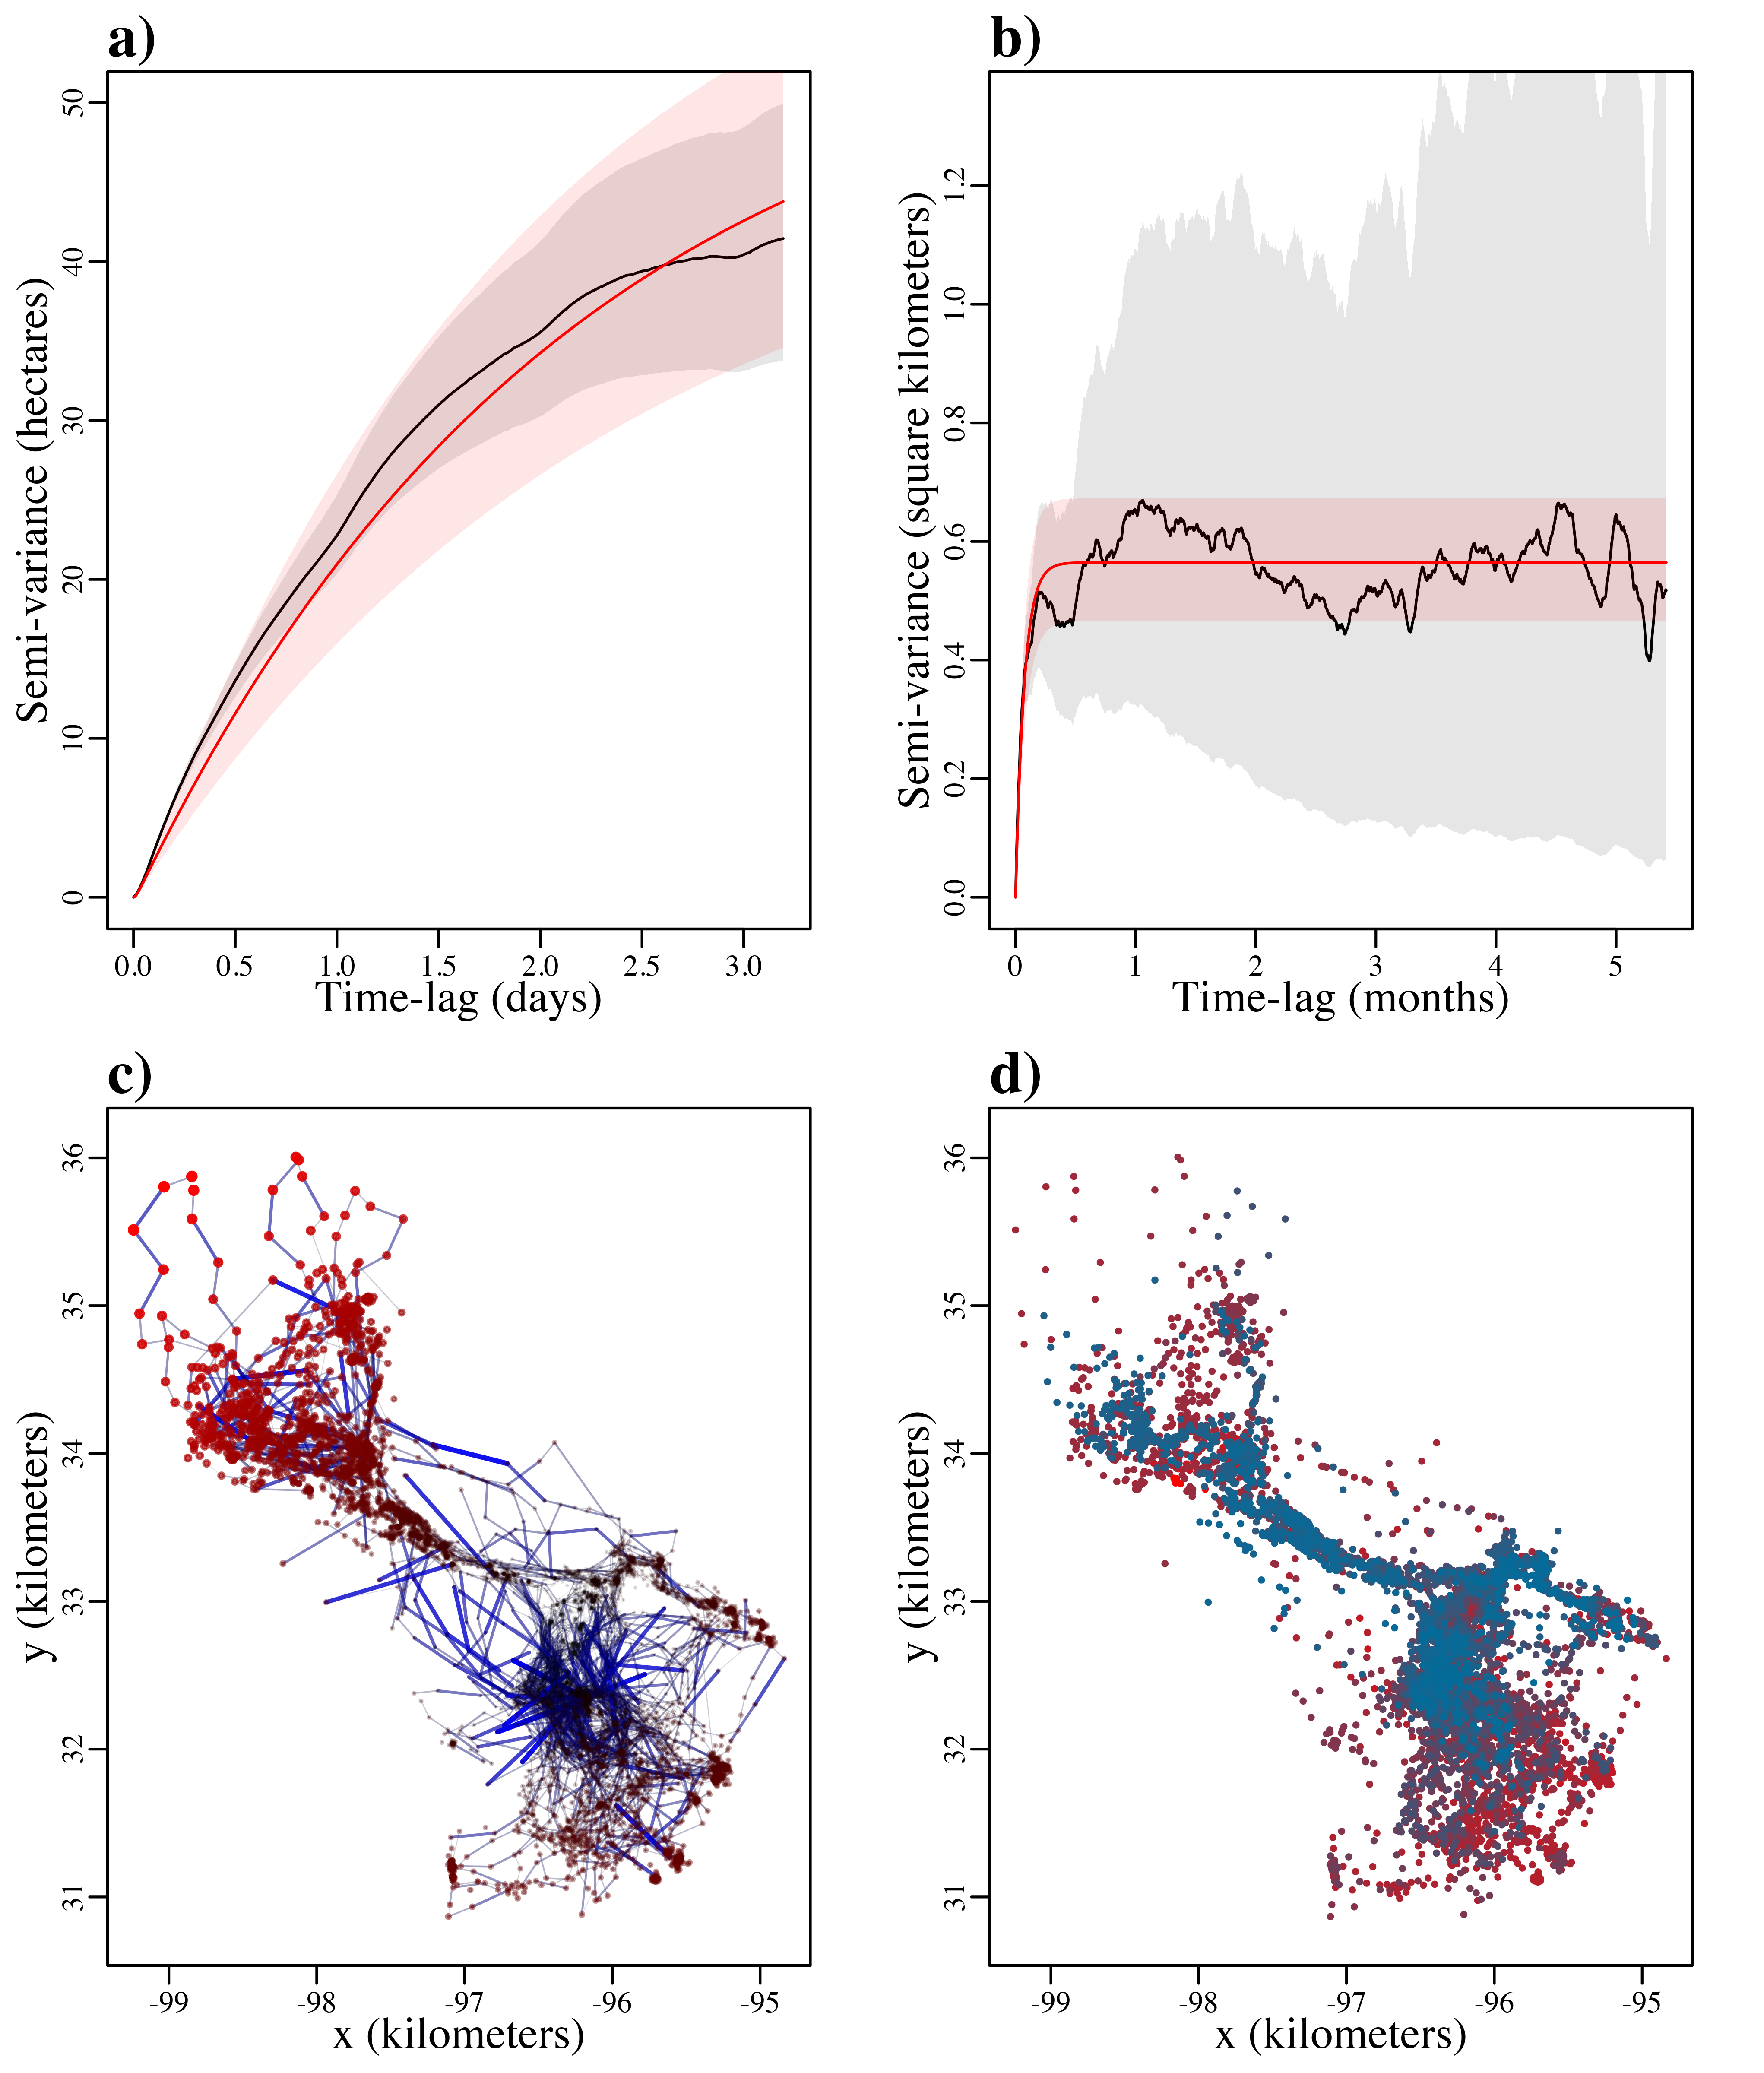 a)
Semi-variance (hectares)
50
40
30
20
10
0
0.0 0.5 1.0 1.5 2.0 2.5 3.0
Time-lag (days)
b)
Semi-variance (square kilometers)
1.2
1.0
0.8
0.6
0.4
0.2
0.0
0 1 2 3 4 5
Time-lag (months)
c)
y (kilometers)
36
35
34
33
32
31
-99 -98 -97 -96 -95
x (kilometers)
d)
y (kilometers)
36
35
34
33
32
31
-99 -98 -97 -96 -95
x (kilometers)